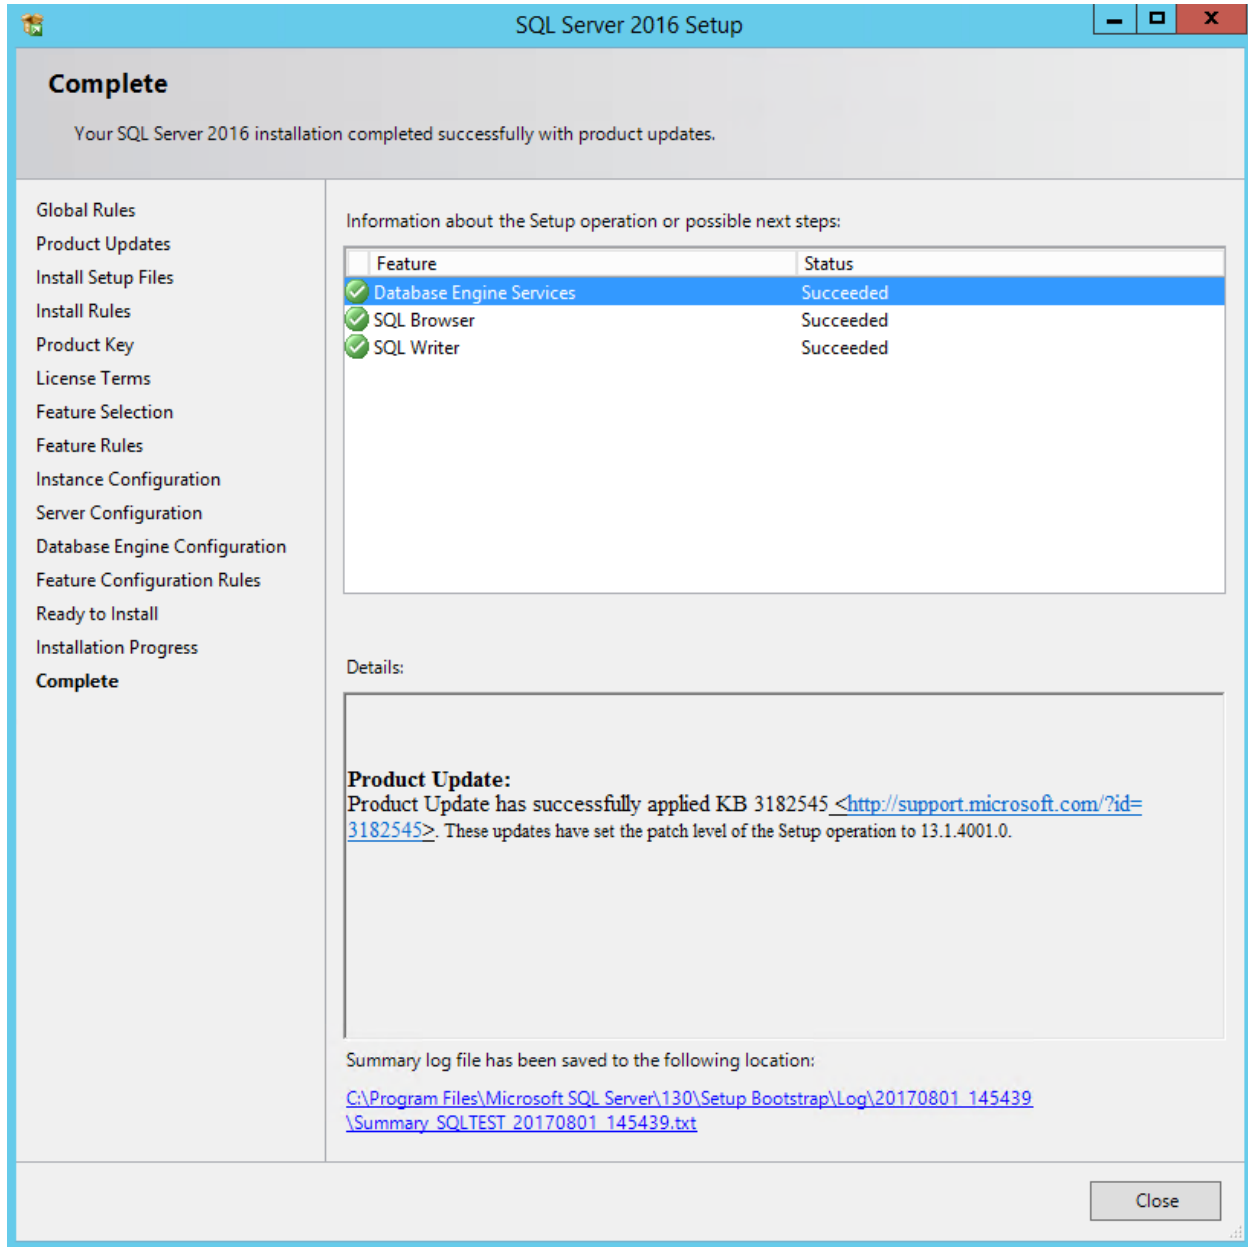 SQL Server 2016 Setup
Complete
Your SQL Server 2016 installation completed successfully with product updates.
Global Rules
Product Updates
Install Setup Files
Install Rules
Product Key
License Terms
Feature Selection
Feature Rules
Instance Configuration
Server Configuration
Database Engine Configuration
Feature Configuration Rules
Ready to Install
Installation Progress
Complete
Information about the Setup operation or possible next steps:
Feature Status
Database Engine Services Succeeded
SQL Browser Succeeded
SQL Writer Succeeded
Details:
Product Update:
Product Update has successfully applied KB 3182545 <http://support.microsoft.com/?id=
3182545>. These updates have set the patch level of the Setup operation to 13.1.4001.0.
Summary log file has been saved to the following location:
C:\Program Files\Microsoft SQL Server\130\Setup Bootstrap\Log\20170801_145439
\Summary_SQLTEST_20170801_145439.txt
Close